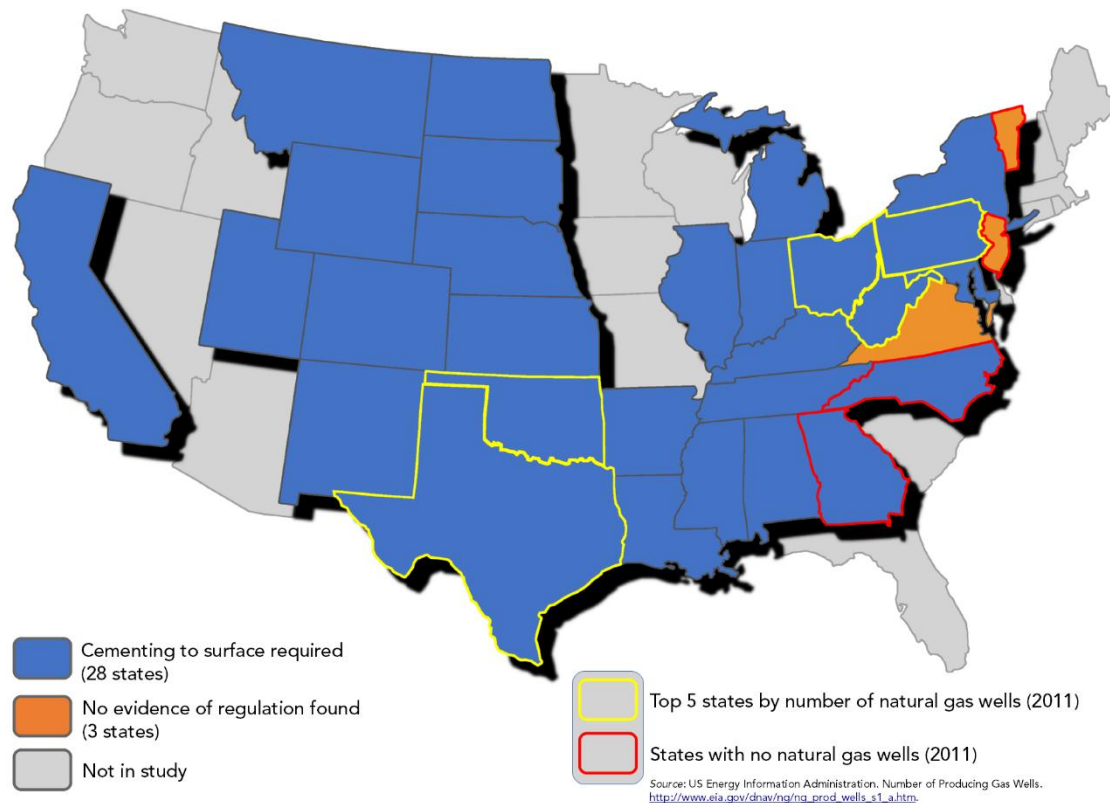 Cementing to surface required
(28 states)
No evidence of regulation found
(3 states)
Not in study
Top 5 states by number of natural gas wells (2011)
States with no natural gas wells (2011)
Source: US Energy Information Administration. Number of Producing Gas Wells.
http://www.eia.gov/dnav/ng/ng_prod_wells_s1_a.htm.